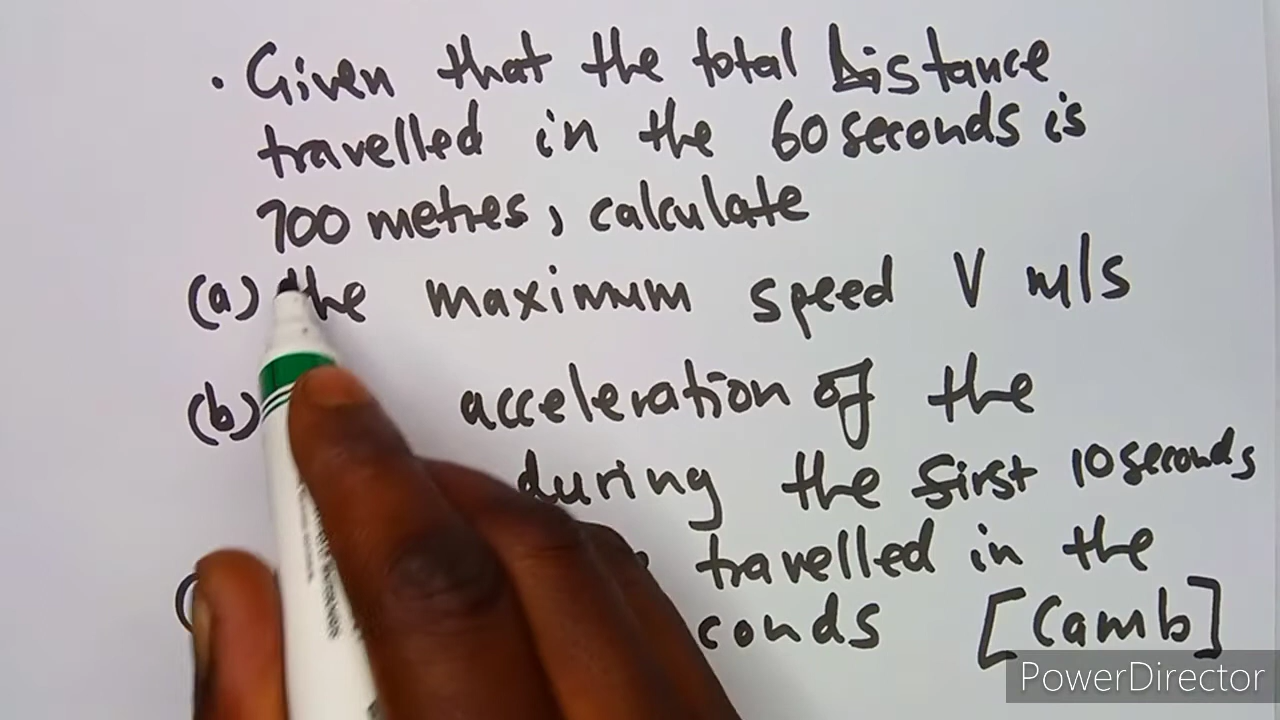 • Given that the total Distance
travelled in the 60 seconds is
700 metres, calculate
(a) the maximum speed V m/s
(b) acceleration of the
during the first 10 seconds
travelled in the
conds [Camb]
PowerDirector